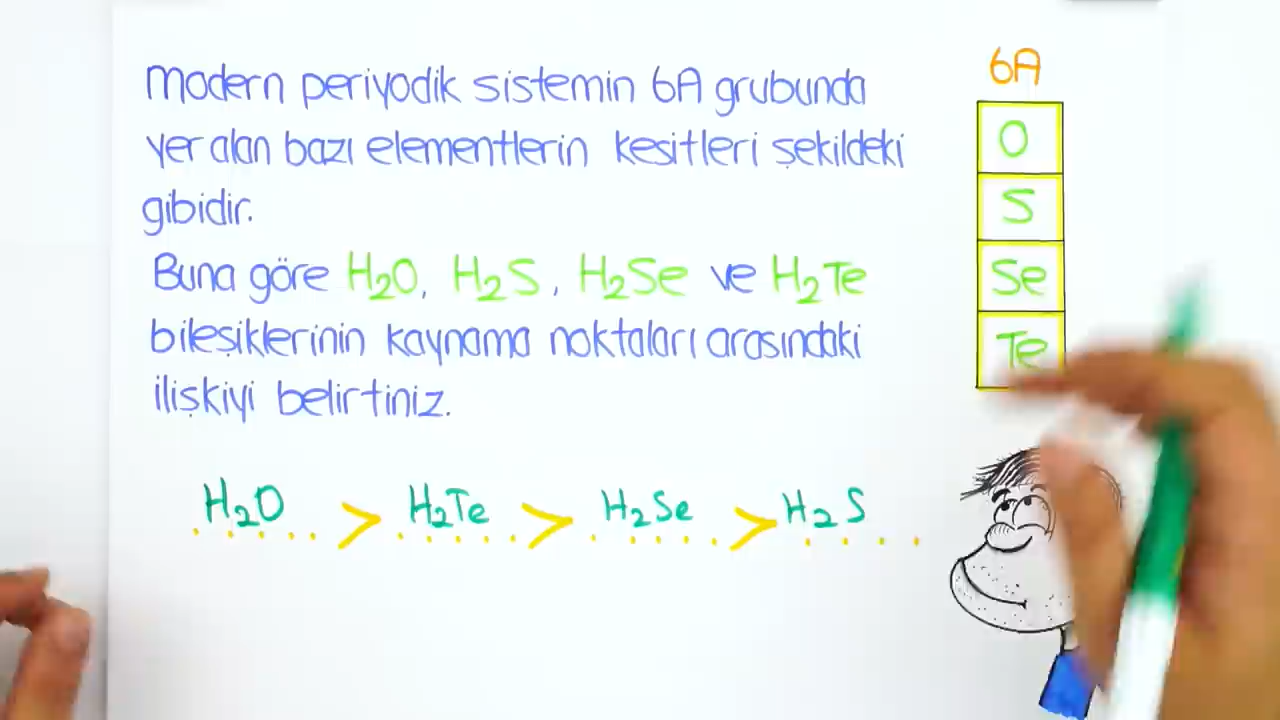 Modern periyodik sistemin 6A grubunda
yer alan bazı elementlerin kesitleri şekildeki
gibidir.
Buna göre H₂O, H₂S, H₂Se ve H₂Te
bileşiklerinin kaynama noktaları arasındaki
ilişkiyi belirtiniz.
H₂O > H₂Te > H₂Se > H₂S
6A
O
S
Se
Te